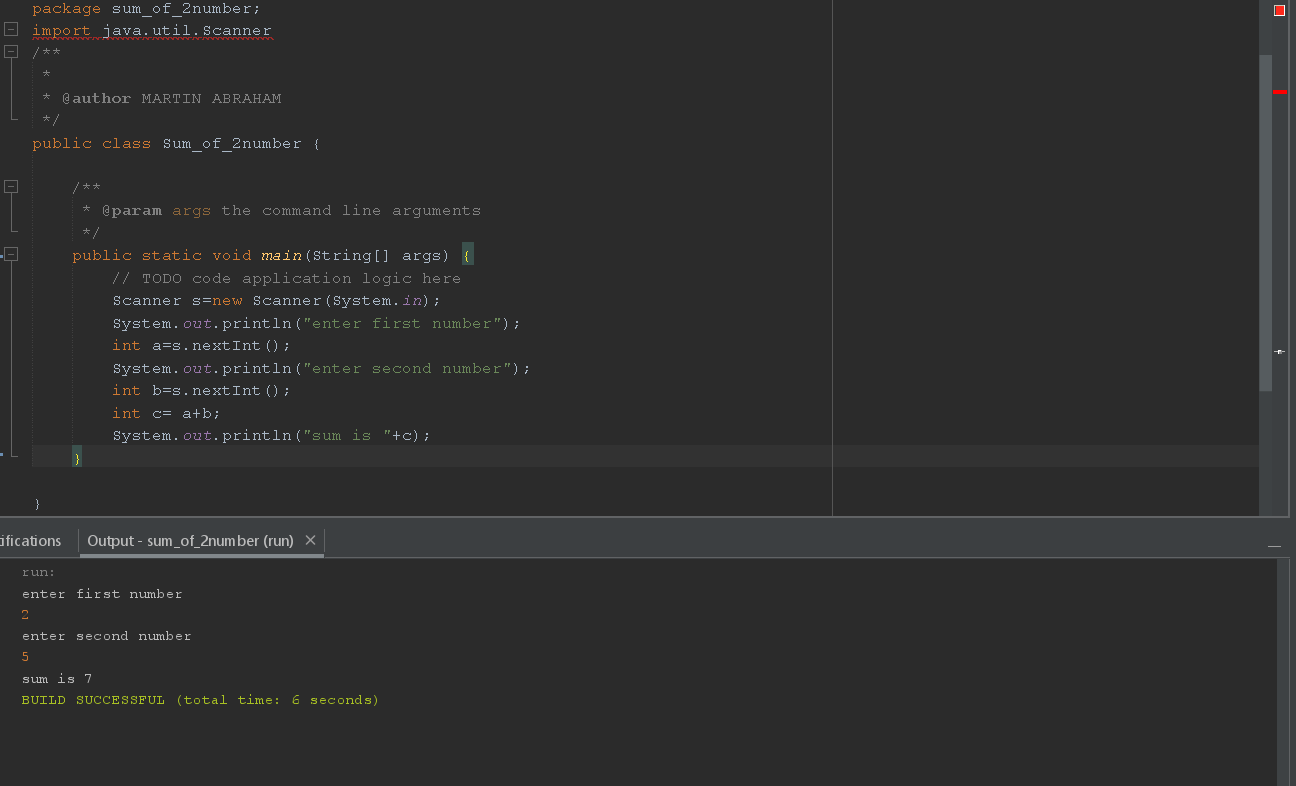 package sum_of_2number;
import java.util.Scanner
/**
 *
 * @author MARTIN ABRAHAM
 */
public class Sum_of_2number {
    /**
     * @param args the command line arguments
     */
    public static void main(String[] args) {
        // TODO code application logic here
        Scanner s=new Scanner(System.in);
        System.out.println("enter first number");
        int a=s.nextInt();
        System.out.println("enter second number");
        int b=s.nextInt();
        int c= a+b;
        System.out.println("sum is "+c);
    }
}
tifications Output - sum_of_2number (run)
run:
enter first number
2
enter second number
5
sum is 7
BUILD SUCCESSFUL (total time: 6 seconds)